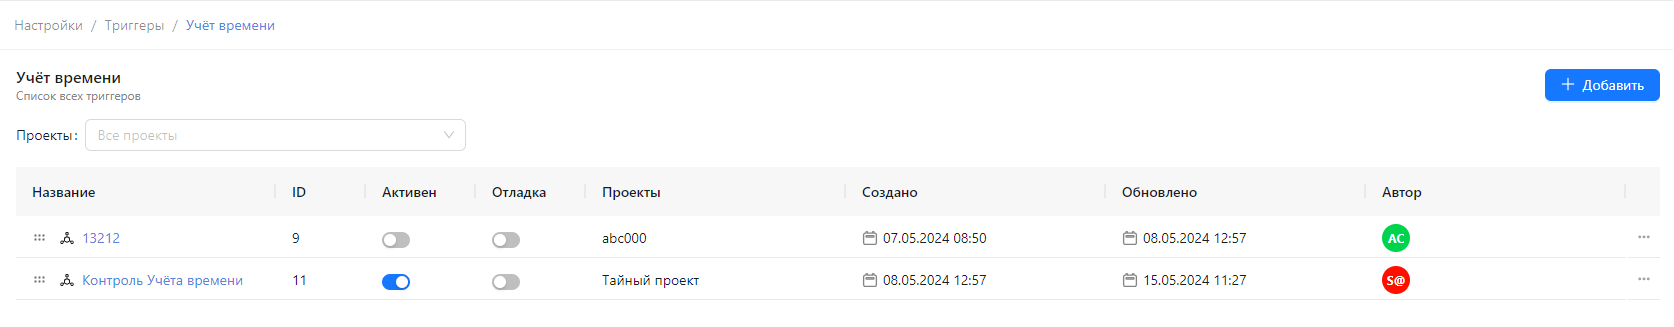 Настройки / Триггеры / Учёт времени
Учёт времени
Список всех триггеров
Добавить
Проекты: Все проекты
Название ID Активен Отладка Проекты Создано Обновлено Автор
13212 9 abc000 07.05.2024 08:50 08.05.2024 12:57 AC
Контроль Учёта времени 11 Тайный проект 08.05.2024 12:57 15.05.2024 11:27 S@